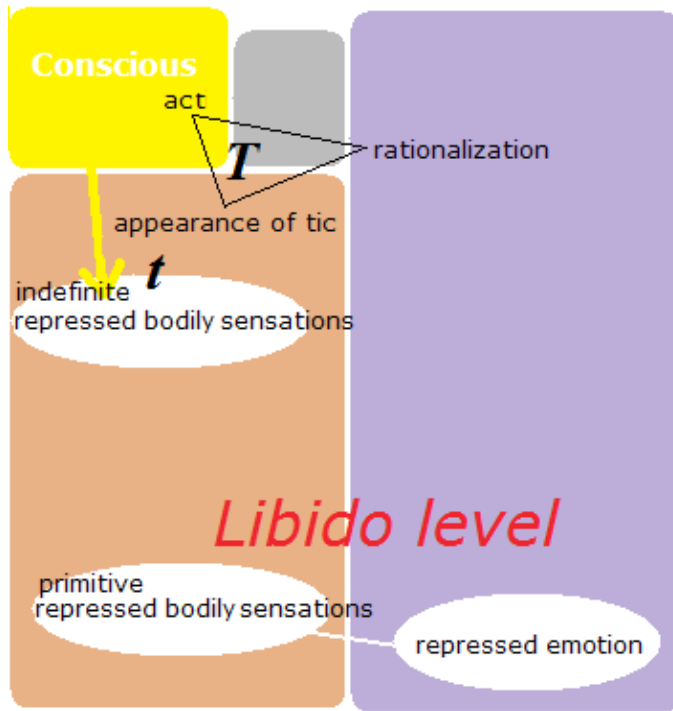 Conscious
act
T
rationalization
appearance of tic
t
indefinite
repressed bodily sensations
Libido level
primitive
repressed bodily sensations
repressed emotion